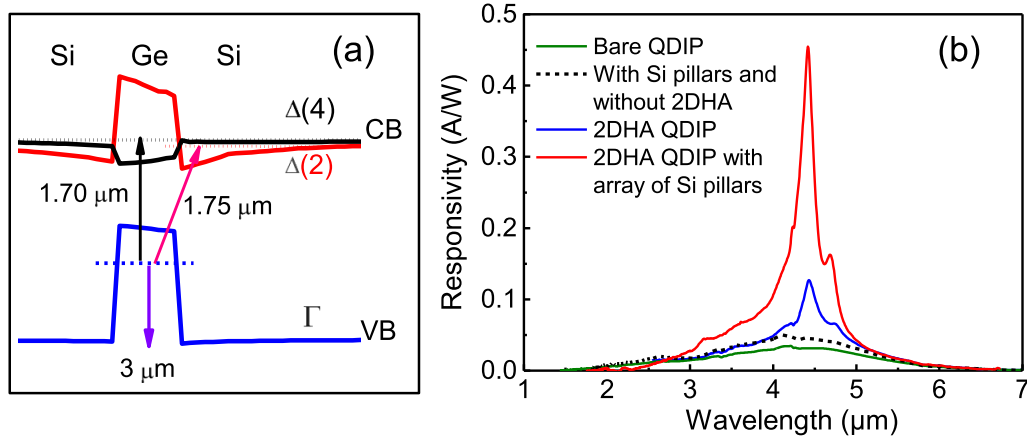 Si
Ge
Si
(a)
Δ(4)
CB
Δ(2)
1.70 μm
1.75 μm
Γ
VB
3 μm
(b)
Responsivity (A/W)
0.5
0.4
0.3
0.2
0.1
0.0
Bare QDIP
With Si pillars and
without 2DHA
2DHA QDIP
2DHA QDIP with
array of Si pillars
1 2 3 4 5 6 7
Wavelength (μm)